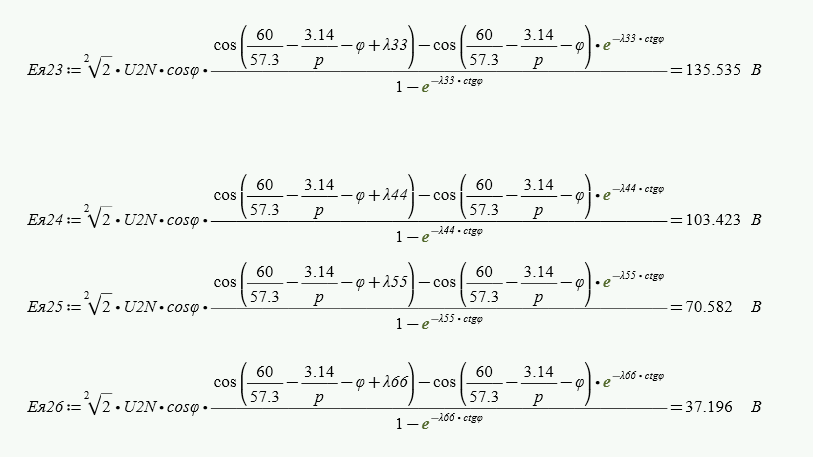 Eя23 := ²√2 • U2N • cosφ • (cos(60/57.3 − 3.14/p − φ + λ33) − cos(60/57.3 − 3.14/p − φ) • e^(−λ33 • ctgφ)) / (1 − e^(−λ33 • ctgφ)) = 135.535 В
Eя24 := ²√2 • U2N • cosφ • (cos(60/57.3 − 3.14/p − φ + λ44) − cos(60/57.3 − 3.14/p − φ) • e^(−λ44 • ctgφ)) / (1 − e^(−λ44 • ctgφ)) = 103.423 В
Eя25 := ²√2 • U2N • cosφ • (cos(60/57.3 − 3.14/p − φ + λ55) − cos(60/57.3 − 3.14/p − φ) • e^(−λ55 • ctgφ)) / (1 − e^(−λ55 • ctgφ)) = 70.582 В
Eя26 := ²√2 • U2N • cosφ • (cos(60/57.3 − 3.14/p − φ + λ66) − cos(60/57.3 − 3.14/p − φ) • e^(−λ66 • ctgφ)) / (1 − e^(−λ66 • ctgφ)) = 37.196 В